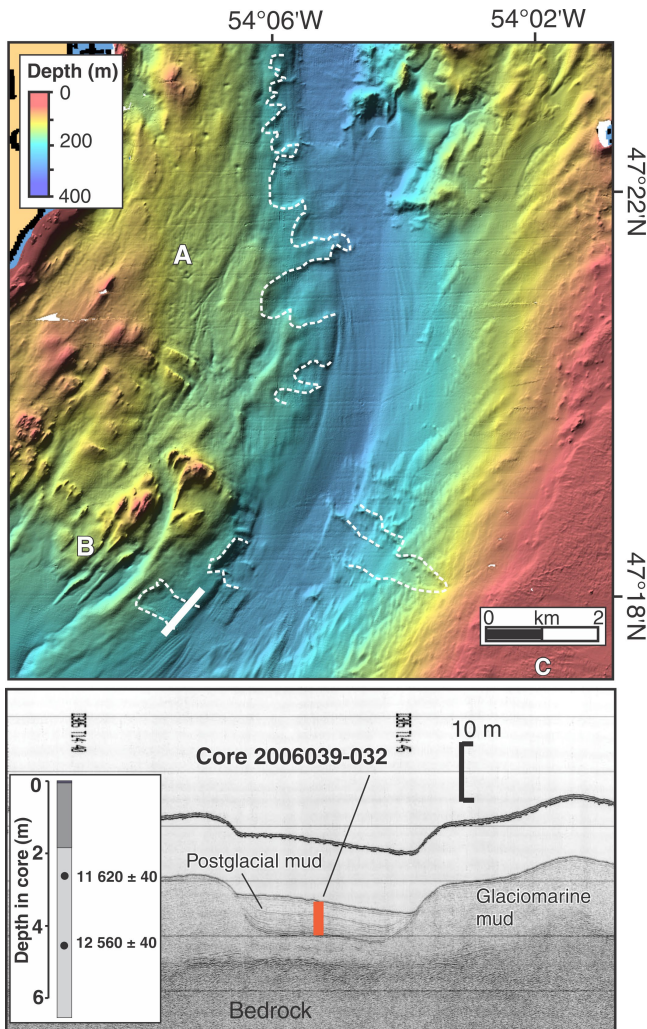 54°06'W 54°02'W
Depth (m)
0
200
400
47°22'N
A
B
47°18'N
0 km 2
C
10 m
Core 2006039-032
0
2
4
6
Depth in core (m)
11 620 ± 40
12 560 ± 40
Postglacial mud
Glaciomarine
mud
Bedrock